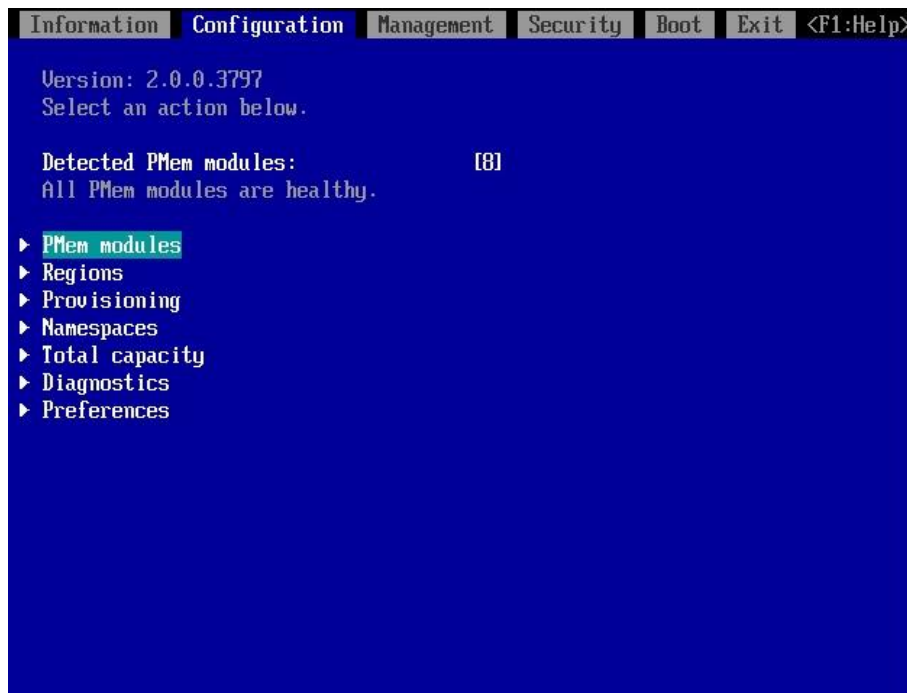 Information Configuration Management Security Boot Exit <F1:Help>
Version: 2.0.0.3797
Select an action below.
Detected PMem modules: [8]
All PMem modules are healthy.
PMem modules
Regions
Provisioning
Namespaces
Total capacity
Diagnostics
Preferences